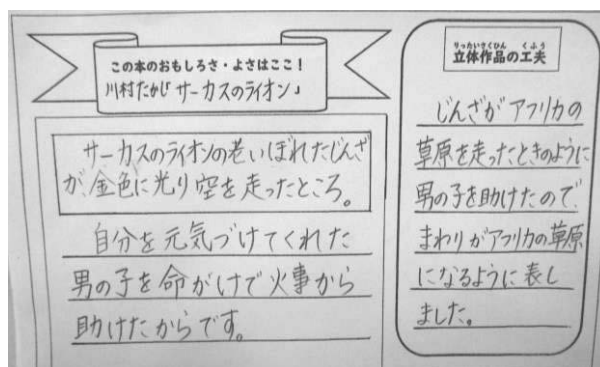 この本のおもしろさ・よさはここ!
川村たかし サーカスのライオン」
サーカスのライオンの老いぼれたじんざ
が、金色に光り空を走ったところ。
自分を元気づけてくれた
男の子を命がけで火事から
助けたからです。
りったいさくひん くふう
立体作品の工夫
じんざがアフリカの
草原を走ったときのように
男の子を助けたので、
まわりがアフリカの草原
になるように表し
ました。